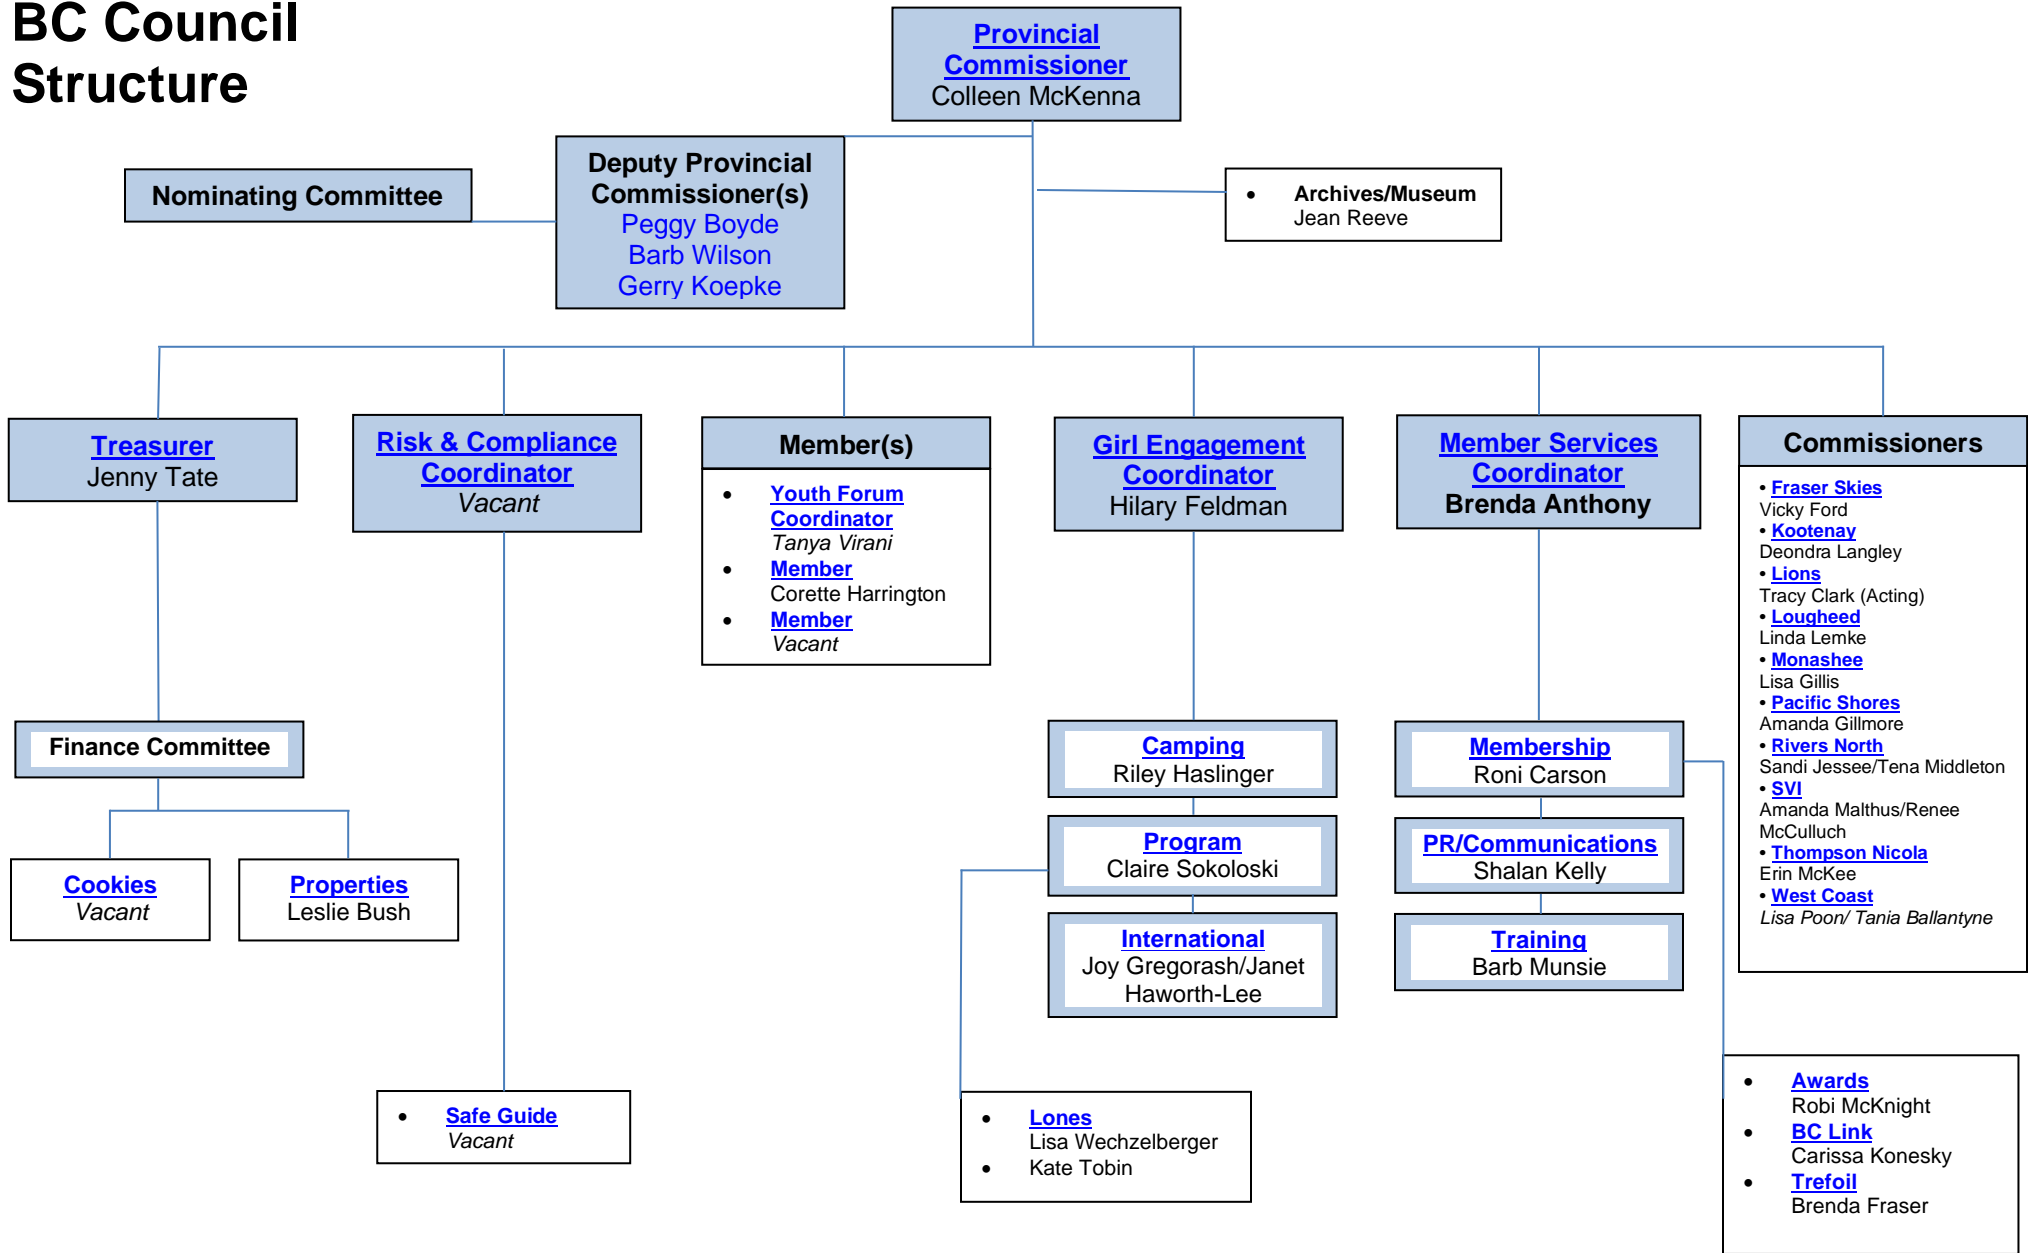 BC Council
Structure
Provincial
Commissioner
Colleen McKenna
Nominating Committee
Deputy Provincial
Commissioner(s)
Peggy Boyde
Barb Wilson
Gerry Koepke
• Archives/Museum
Jean Reeve
Treasurer
Jenny Tate
Risk & Compliance
Coordinator
Vacant
Member(s)
• Youth Forum
Coordinator
Tanya Virani
• Member
Corette Harrington
• Member
Vacant
Girl Engagement
Coordinator
Hilary Feldman
Member Services
Coordinator
Brenda Anthony
Commissioners
• Fraser Skies
Vicky Ford
• Kootenay
Deondra Langley
• Lions
Tracy Clark (Acting)
• Lougheed
Linda Lemke
• Monashee
Lisa Gillis
• Pacific Shores
Amanda Gillmore
• Rivers North
Sandi Jessee/Tena Middleton
• SVI
Amanda Malthus/Renee
McCulluch
• Thompson Nicola
Erin McKee
• West Coast
Lisa Poon/ Tania Ballantyne
Finance Committee
Cookies
Vacant
Properties
Leslie Bush
Camping
Riley Haslinger
Program
Claire Sokoloski
International
Joy Gregorash/Janet
Haworth-Lee
Membership
Roni Carson
PR/Communications
Shalan Kelly
Training
Barb Munsie
• Safe Guide
Vacant
• Lones
Lisa Wechzelberger
• Kate Tobin
• Awards
Robi McKnight
• BC Link
Carissa Konesky
• Trefoil
Brenda Fraser